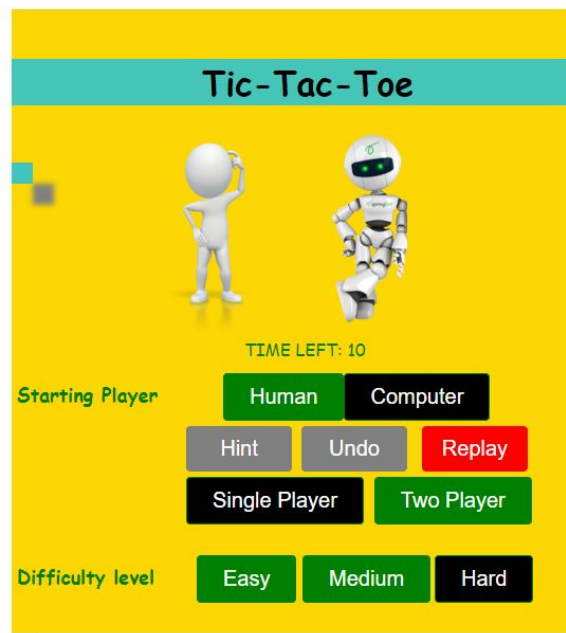 Tic-Tac-Toe
TIME LEFT: 10
Starting Player Human Computer
Hint Undo Replay
Single Player Two Player
Difficulty level Easy Medium Hard